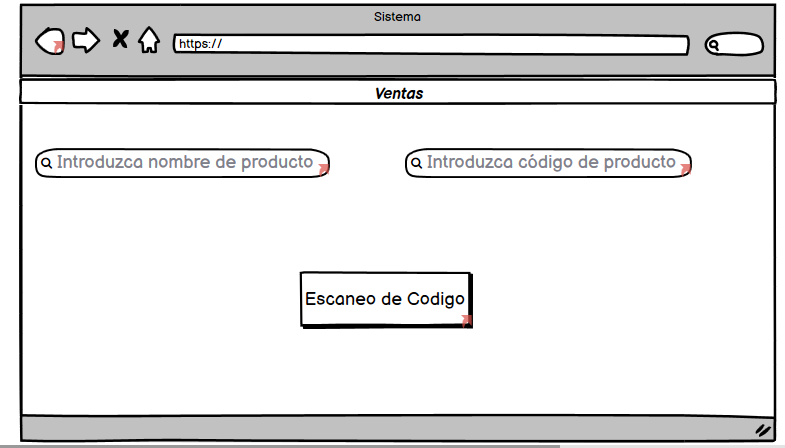 Sistema
https://
Ventas
Introduzca nombre de producto
Introduzca código de producto
Escaneo de Codigo